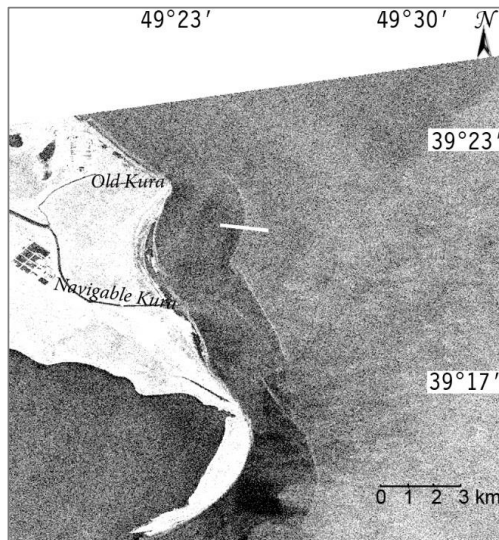 49°23′ 49°30′ N
39°23′
Old Kura
Navigable Kura
39°17′
0 1 2 3 km